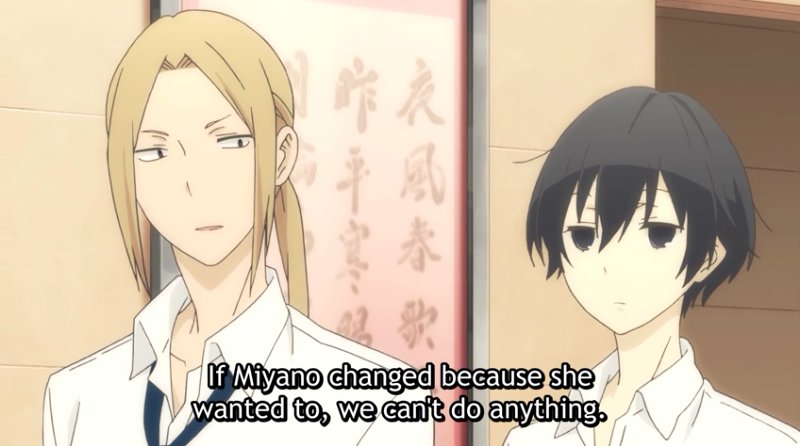 夜風春歌
昨平寒
If Miyano changed because she
wanted to, we can't do anything.